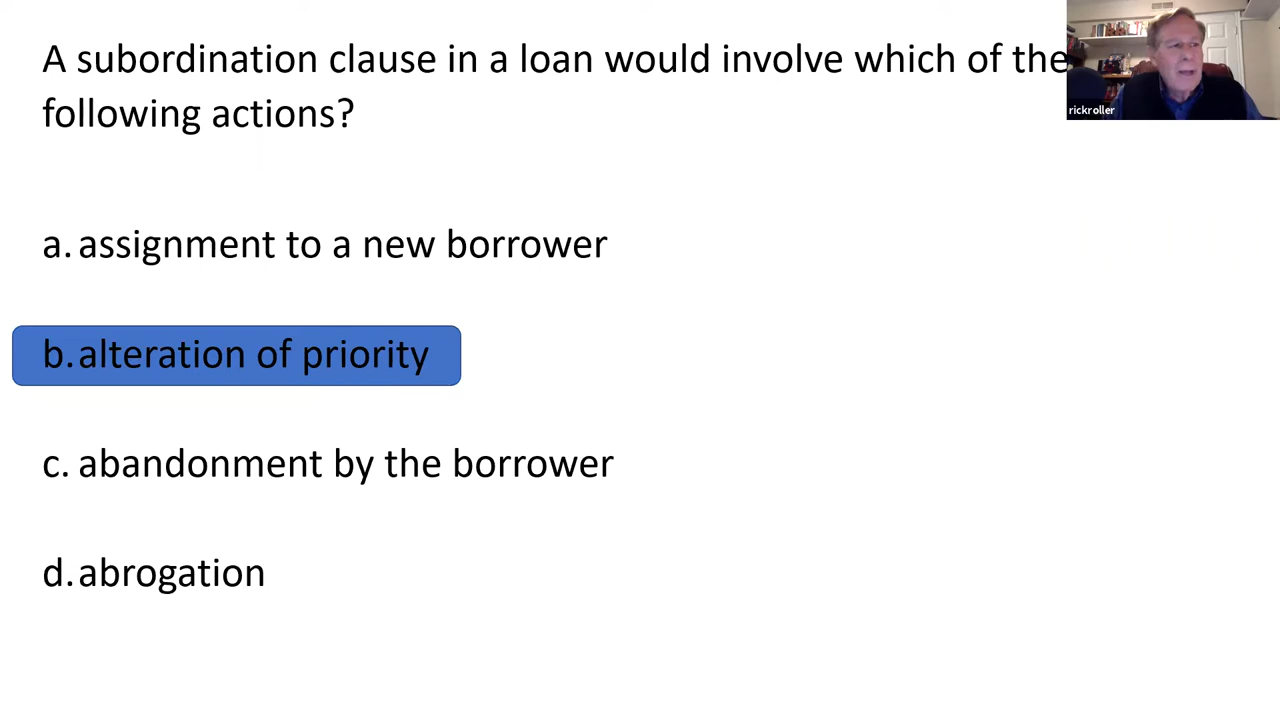 A subordination clause in a loan would involve which of the
following actions?
rickroller
a. assignment to a new borrower
b. alteration of priority
c. abandonment by the borrower
d. abrogation